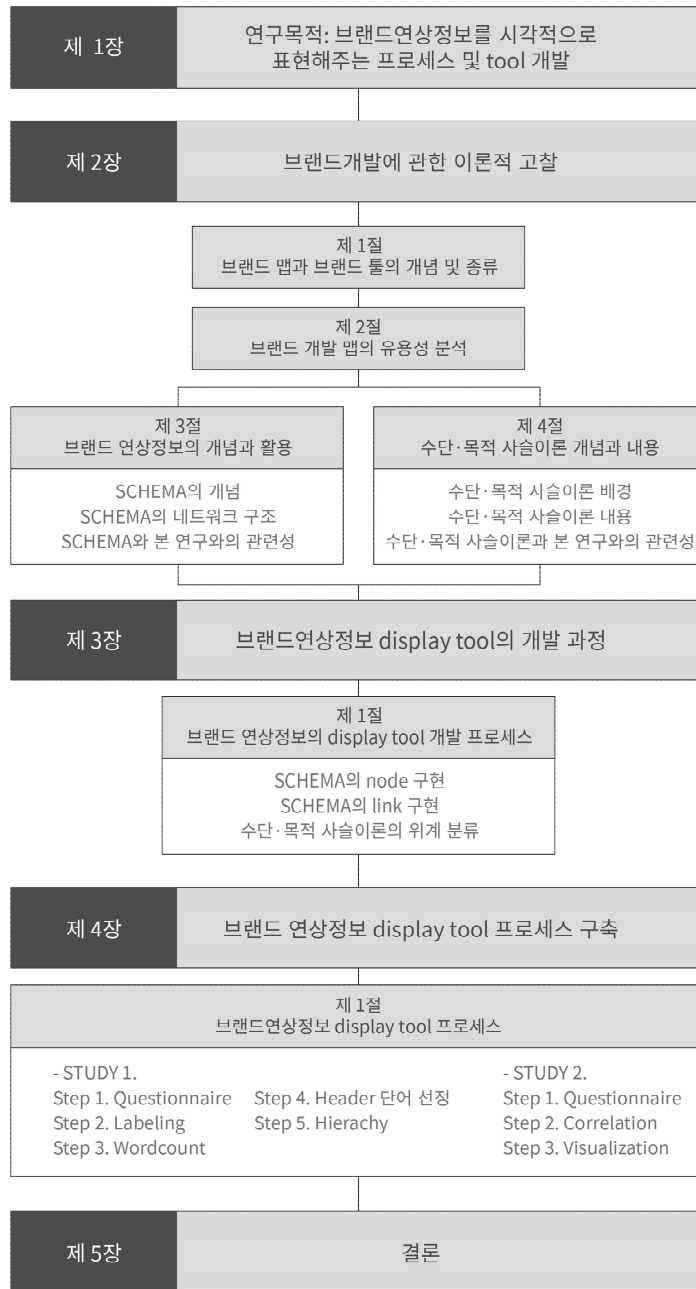 제 1장
연구목적: 브랜드연상정보를 시각적으로
표현해주는 프로세스 및 tool 개발
제 2장
브랜드개발에 관한 이론적 고찰
제 1절
브랜드 맵과 브랜드 툴의 개념 및 종류
제 2절
브랜드 개발 맵의 유용성 분석
제 3절
브랜드 연상정보의 개념과 활용
SCHEMA의 개념
SCHEMA의 네트워크 구조
SCHEMA와 본 연구와의 관련성
제 4절
수단·목적 사슬이론 개념과 내용
수단·목적 사슬이론 배경
수단·목적 사슬이론 내용
수단·목적 사슬이론과 본 연구와의 관련성
제 3장
브랜드연상정보 display tool의 개발 과정
제 1절
브랜드 연상정보의 display tool 개발 프로세스
SCHEMA의 node 구현
SCHEMA의 link 구현
수단·목적 사슬이론의 위계 분류
제 4장
브랜드 연상정보 display tool 프로세스 구축
제 1절
브랜드연상정보 display tool 프로세스
- STUDY 1.
Step 1. Questionnaire
Step 2. Labeling
Step 3. Wordcount
Step 4. Header 단어 선정
Step 5. Hierachy
- STUDY 2.
Step 1. Questionnaire
Step 2. Correlation
Step 3. Visualization
제 5장
결론